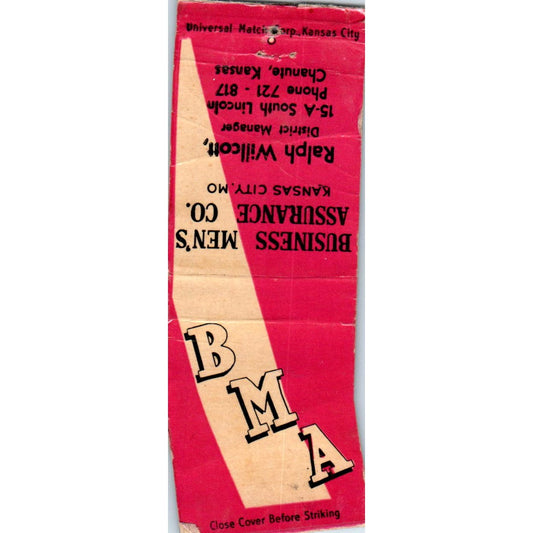 Universal Match Corp., Kansas City
BUSINESS MEN'S
ASSURANCE CO.
KANSAS CITY, MO
Ralph Willcott,
District Manager
15-A South Lincoln
Phone 721 - 817
Chanute, Kansas
B
M
A
Close Cover Before Striking